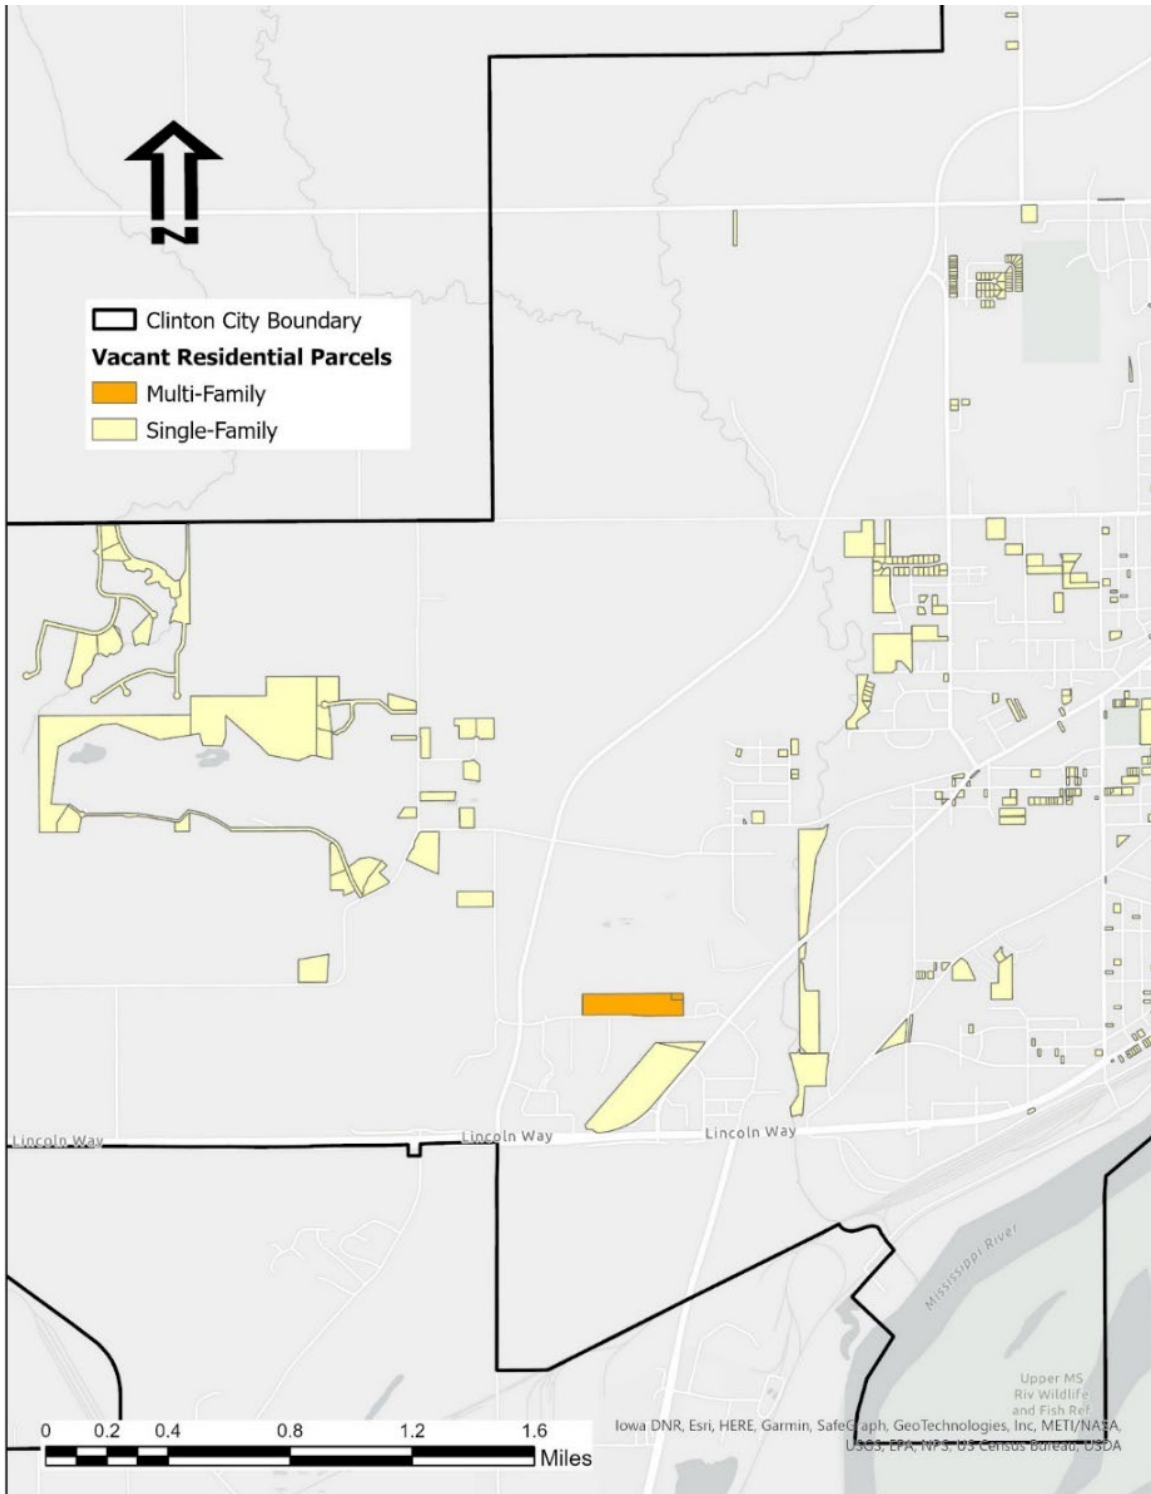 N
Clinton City Boundary
Vacant Residential Parcels
Multi-Family
Single-Family
Lincoln Way
Lincoln Way
Lincoln Way
Mississippi River
Upper MS
Riv Wildlife
and Fish Ref.
0 0.2 0.4 0.8 1.2 1.6
Miles
Iowa DNR, Esri, HERE, Garmin, SafeGraph, GeoTechnologies, Inc, METI/NASA,
USGS, EPA, NPS, US Census Bureau, USDA